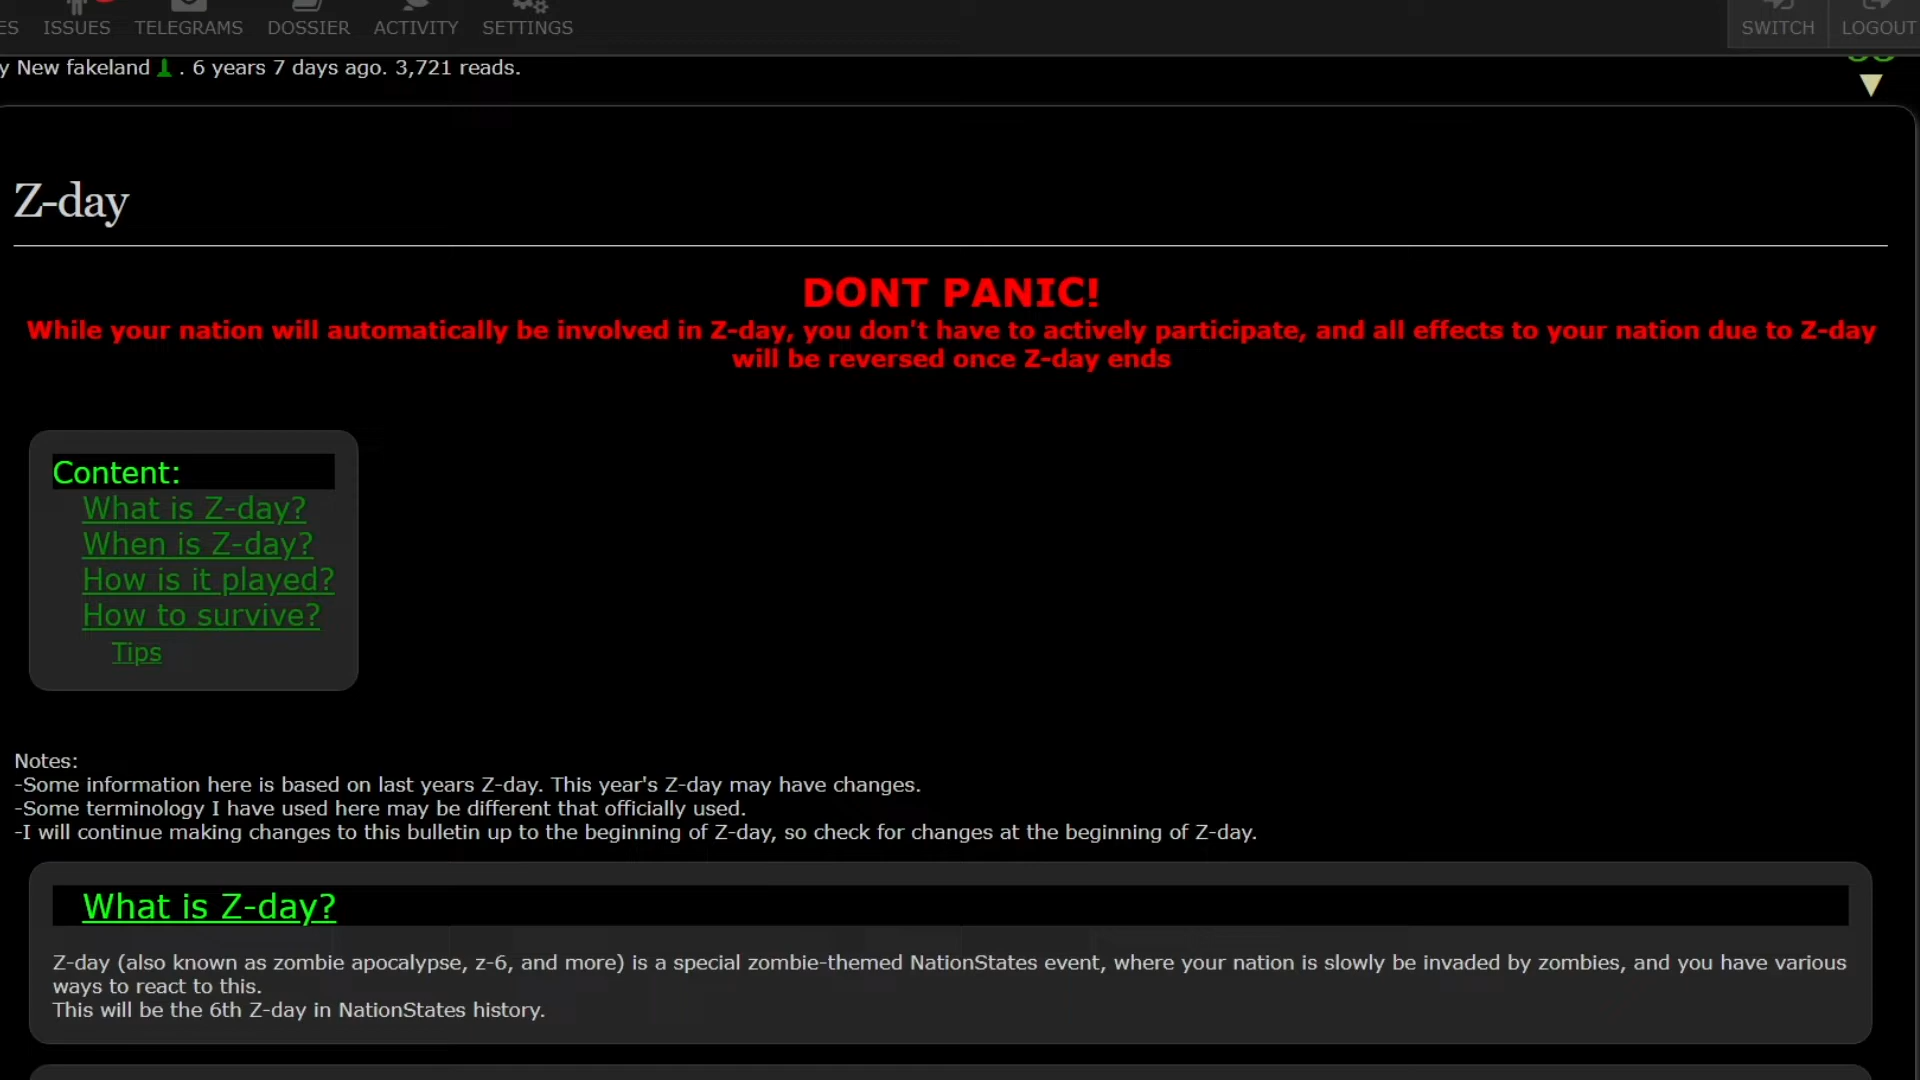 ES ISSUES TELEGRAMS DOSSIER ACTIVITY SETTINGS SWITCH LOGOUT
y New fakeland . 6 years 7 days ago. 3,721 reads.
Z-day
DONT PANIC!
While your nation will automatically be involved in Z-day, you don't have to actively participate, and all effects to your nation due to Z-day
will be reversed once Z-day ends
Content:
What is Z-day?
When is Z-day?
How is it played?
How to survive?
Tips
Notes:
-Some information here is based on last years Z-day. This year's Z-day may have changes.
-Some terminology I have used here may be different that officially used.
-I will continue making changes to this bulletin up to the beginning of Z-day, so check for changes at the beginning of Z-day.
What is Z-day?
Z-day (also known as zombie apocalypse, z-6, and more) is a special zombie-themed NationStates event, where your nation is slowly be invaded by zombies, and you have various
ways to react to this.
This will be the 6th Z-day in NationStates history.